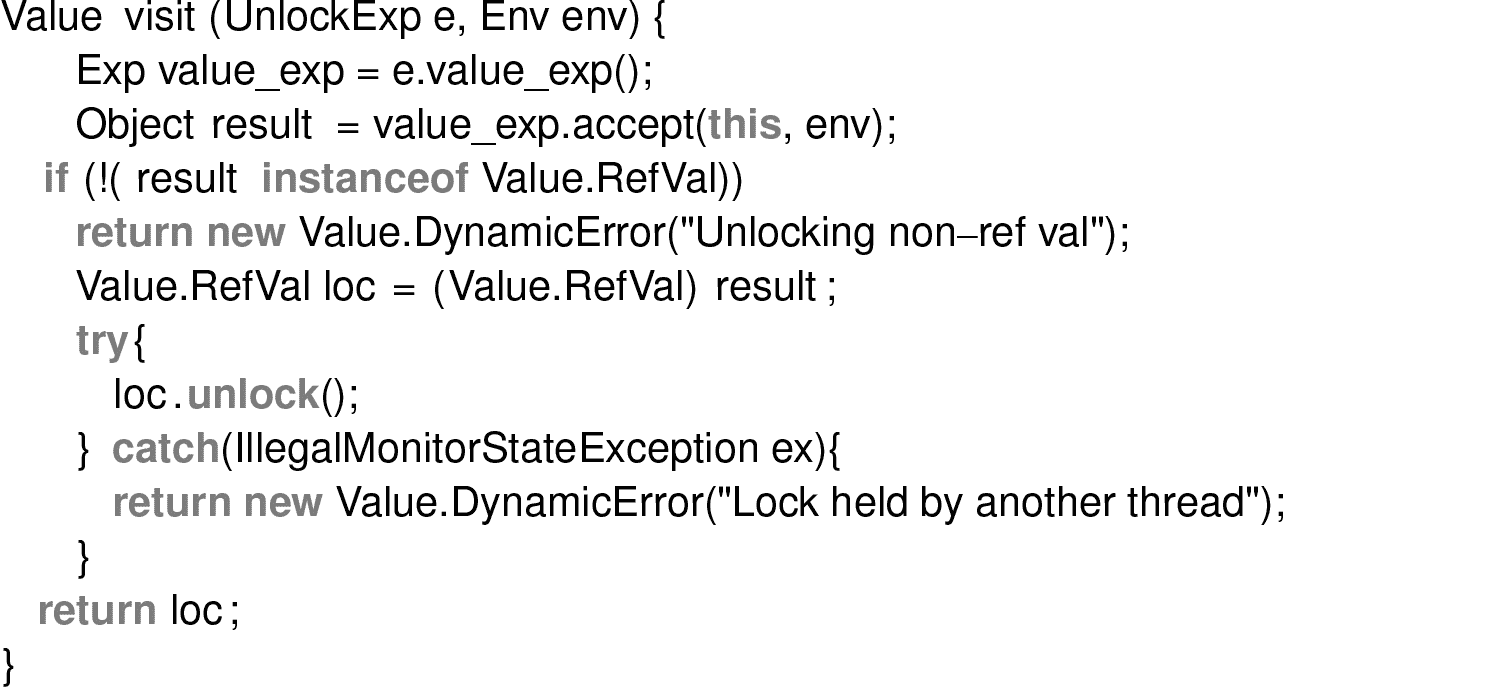 Value visit (UnlockExp e, Env env) {
Exp value_exp = e.value_exp();
Object result = value_exp.accept(this, env);
if (!( result instanceof Value.RefVal))
return new Value.DynamicError("Unlocking non–ref val");
Value.RefVal loc = (Value.RefVal) result ;
try{
loc.unlock();
} catch(IllegalMonitorStateException ex){
return new Value.DynamicError("Lock held by another thread");
}
return loc;
}